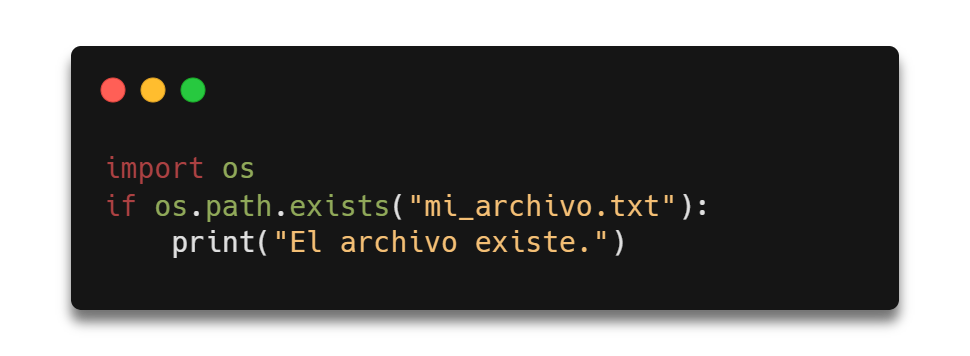 import os
if os.path.exists("mi_archivo.txt"):
    print("El archivo existe.")